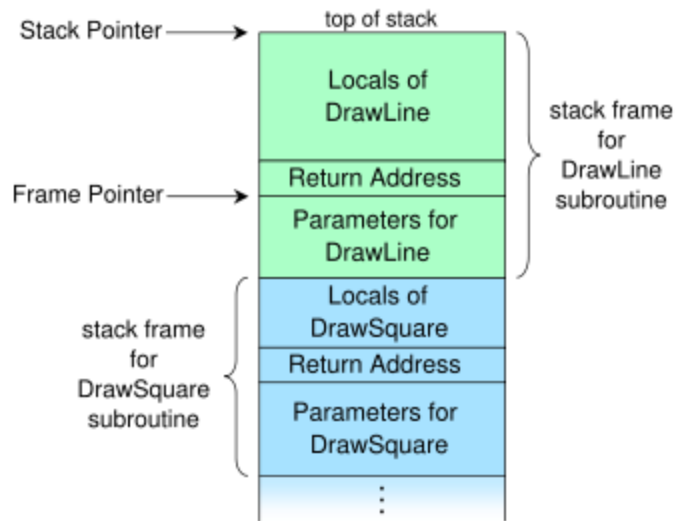 top of stack
Stack Pointer
Locals of
DrawLine
stack frame
for
DrawLine
subroutine
Return Address
Frame Pointer
Parameters for
DrawLine
Locals of
DrawSquare
stack frame
for
DrawSquare
subroutine
Return Address
Parameters for
DrawSquare